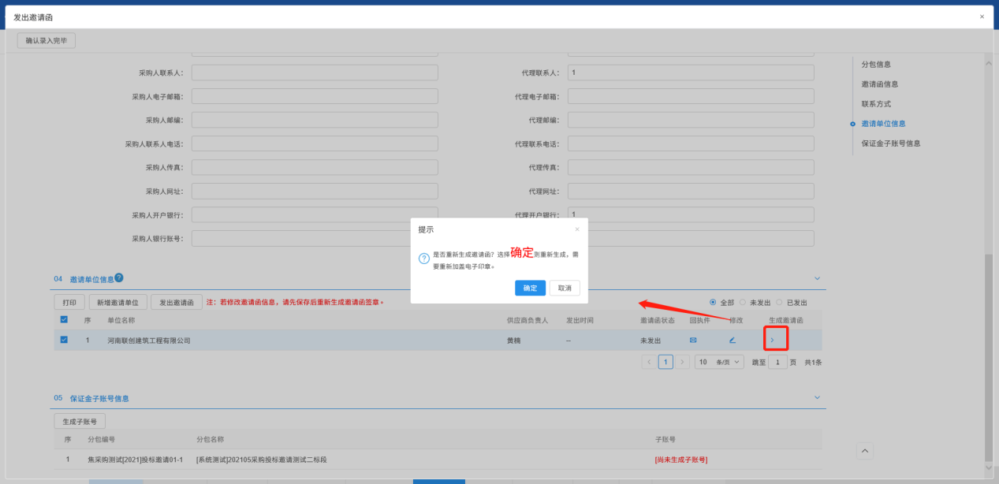 发出邀请函
×
确认录入完毕
采购人联系人：
代理联系人：
1
采购人电子邮箱：
代理电子邮箱：
采购人邮编：
代理邮编：
采购人联系人电话：
代理联系电话：
采购人传真：
代理传真：
采购人网址：
代理网址：
采购人开户银行：
代理开户银行：
1
采购人银行账号：
分包信息
邀请函信息
联系方式
邀请单位信息
保证金子账号信息
提示
×
是否重新生成邀请函？选择确定则重新生成，需
要重新加盖电子印章。
确定
取消
04 邀请单位信息 ?
打印
新增邀请单位
发出邀请函
注：若修改邀请函信息，请先保存后重新生成邀请函签章。
全部 未发出 已发出
序 单位名称 供应商负责人 发出时间 邀请函状态 回执件 修改 生成邀请函
1 河南联创建筑工程有限公司 黄楠 -- 未发出
1 10 条/页 跳至 1 页 共1条
05 保证金子账号信息
生成子账号
序 分包编号 分包名称 子账号
1 焦采购测试[2021]投标邀请01-1 [系统测试]202105采购投标邀请测试二标段 [尚未生成子账号]